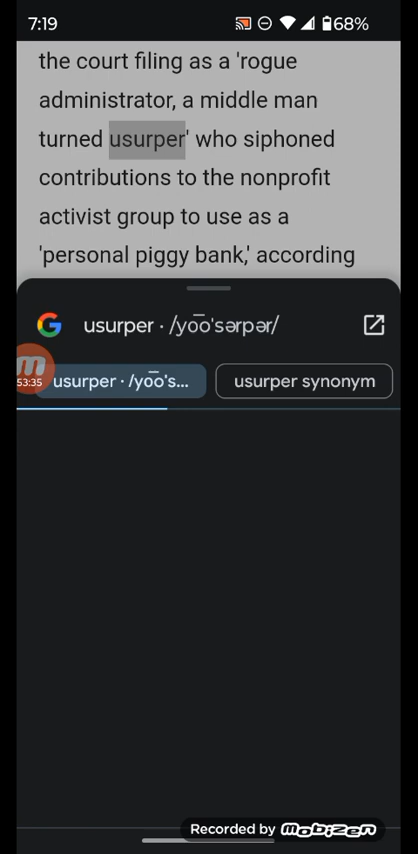 7:19
68%
the court filing as a 'rogue
administrator, a middle man
turned usurper' who siphoned
contributions to the nonprofit
activist group to use as a
'personal piggy bank,' according
usurper · /yo͞o'sərpər/
53:35
usurper · /yo͞o's...
usurper synonym
Recorded by mobizen